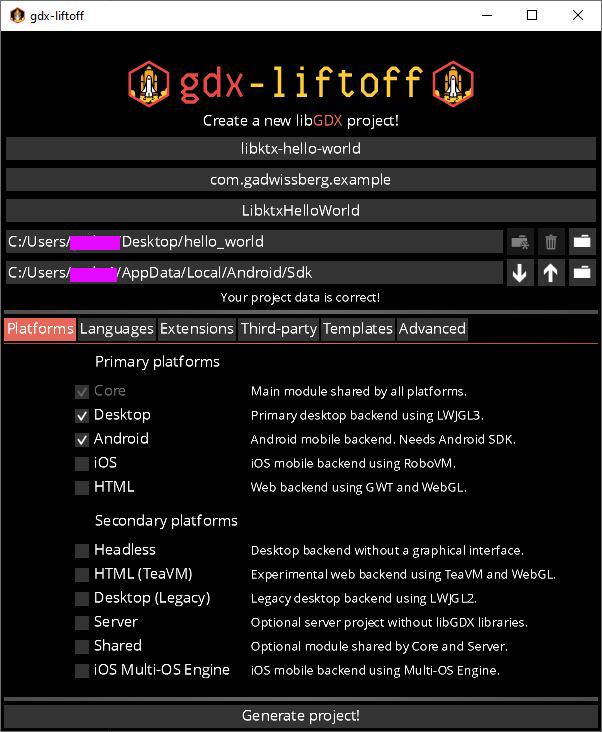 gdx-liftoff
gdx-liftoff
Create a new libGDX project!
libktx-hello-world
com.gadwissberg.example
LibktxHelloWorld
C:/Users/ /Desktop/hello_world
C:/Users/ /AppData/Local/Android/Sdk
Your project data is correct!
Platforms Languages Extensions Third-party Templates Advanced
Primary platforms
Core Main module shared by all platforms.
Desktop Primary desktop backend using LWJGL3.
Android Android mobile backend. Needs Android SDK.
iOS iOS mobile backend using RoboVM.
HTML Web backend using GWT and WebGL.
Secondary platforms
Headless Desktop backend without a graphical interface.
HTML (TeaVM) Experimental web backend using TeaVM and WebGL.
Desktop (Legacy) Legacy desktop backend using LWJGL2.
Server Optional server project without libGDX libraries.
Shared Optional module shared by Core and Server.
iOS Multi-OS Engine iOS mobile backend using Multi-OS Engine.
Generate project!